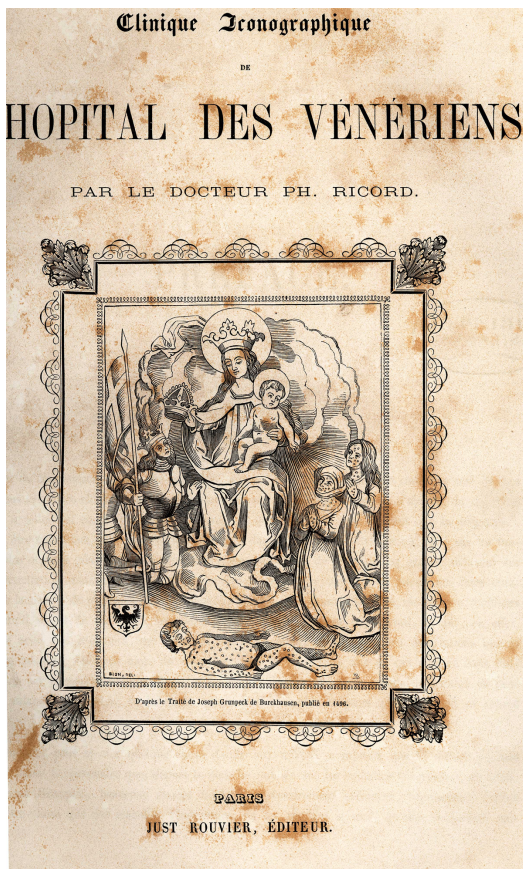 Clinique Iconographique
DE
HOPITAL DES VÉNÉRIENS
PAR LE DOCTEUR PH. RICORD.
D'après le Traité de Joseph Grunpeck de Burckhausen, publié en 1496.
PARIS
JUST ROUVIER, ÉDITEUR.